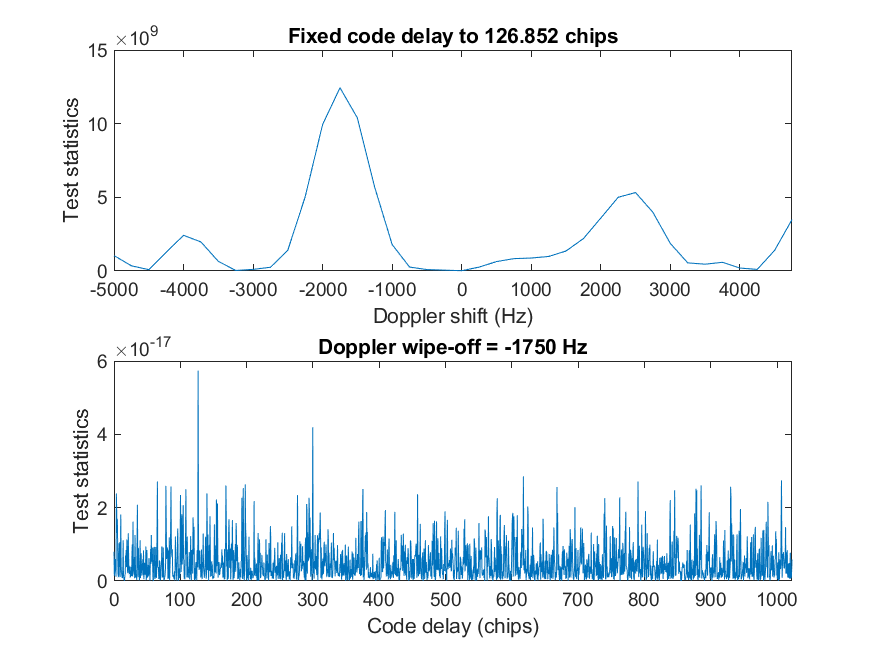 Fixed code delay to 126.852 chips
×10^9
15
10
5
0
Test statistics
-5000 -4000 -3000 -2000 -1000 0 1000 2000 3000 4000
Doppler shift (Hz)
Doppler wipe-off = -1750 Hz
×10^-17
6
4
2
0
Test statistics
0 100 200 300 400 500 600 700 800 900 1000
Code delay (chips)